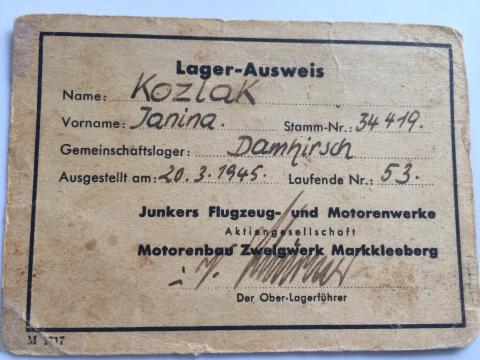 Lager-Ausweis
Name: Kozlak
Vorname: Janina. Stamm-Nr.: 34419.
Gemeinschaftslager: Damhirsch
Ausgestellt am: 20.3.1945. Laufende Nr.: 53.
Junkers Flugzeug- und Motorenwerke
Aktiengesellschaft
Motorenbau Zweigwerk Markkleeberg
Der Ober-Lagerführer
M 1717